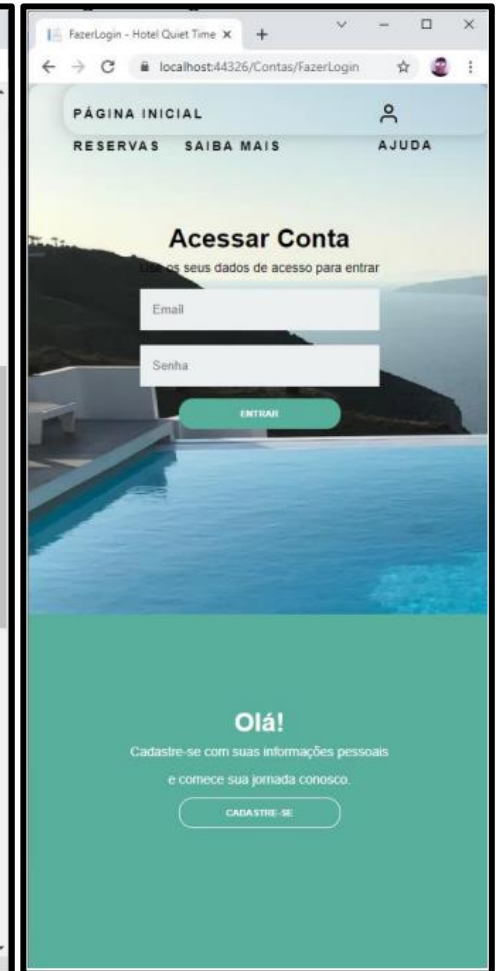 FazerLogin - Hotel Quiet Time
localhost:44326/Contas/FazerLogin
PÁGINA INICIAL
RESERVAS SAIBA MAIS AJUDA
Acessar Conta
Use os seus dados de acesso para entrar
Email
Senha
ENTRAR
Olá!
Cadastre-se com suas informações pessoais
e comece sua jornada conosco.
CADASTRE-SE